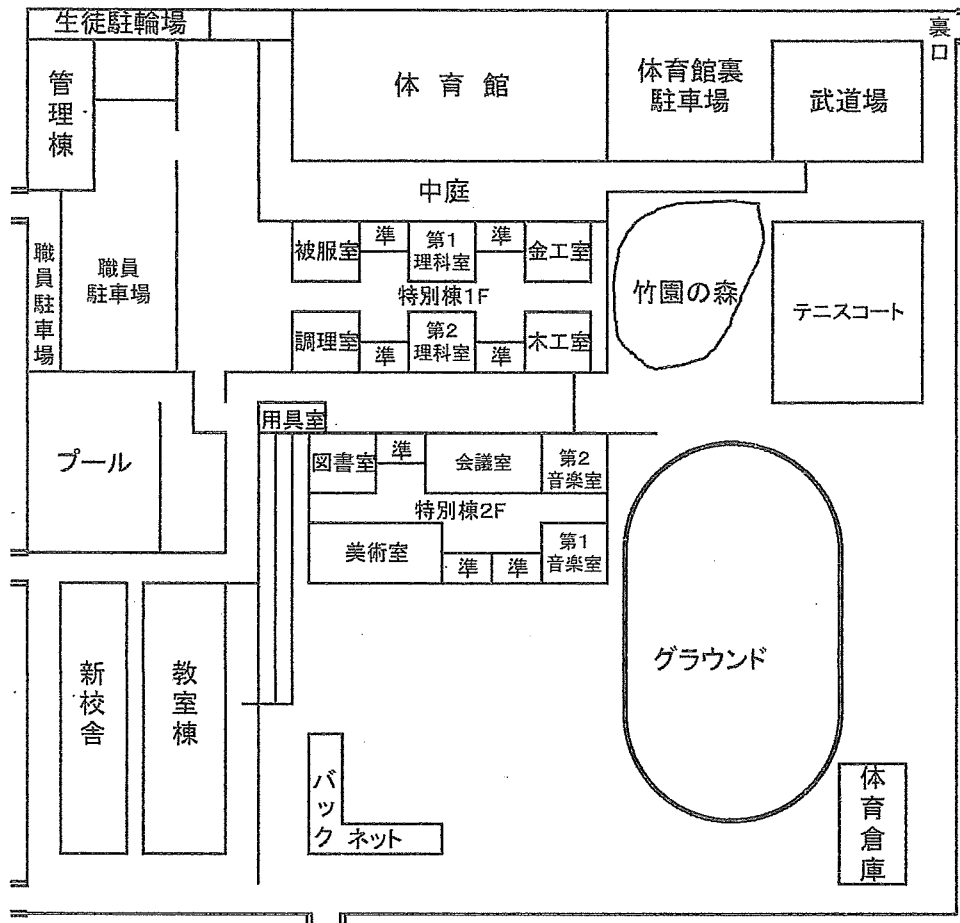 生徒駐輪場
裏口
管理棟
体育館
体育館裏
駐車場
武道場
中庭
職員駐車場
職員
駐車場
被服室
準
第1
理科室
準
金工室
特別棟1F
調理室
準
第2
理科室
準
木工室
竹園の森
テニスコート
用具室
プール
図書室
準
会議室
第2
音楽室
特別棟2F
美術室
準
準
第1
音楽室
グラウンド
新校舎
教室棟
バック
ネット
体育倉庫